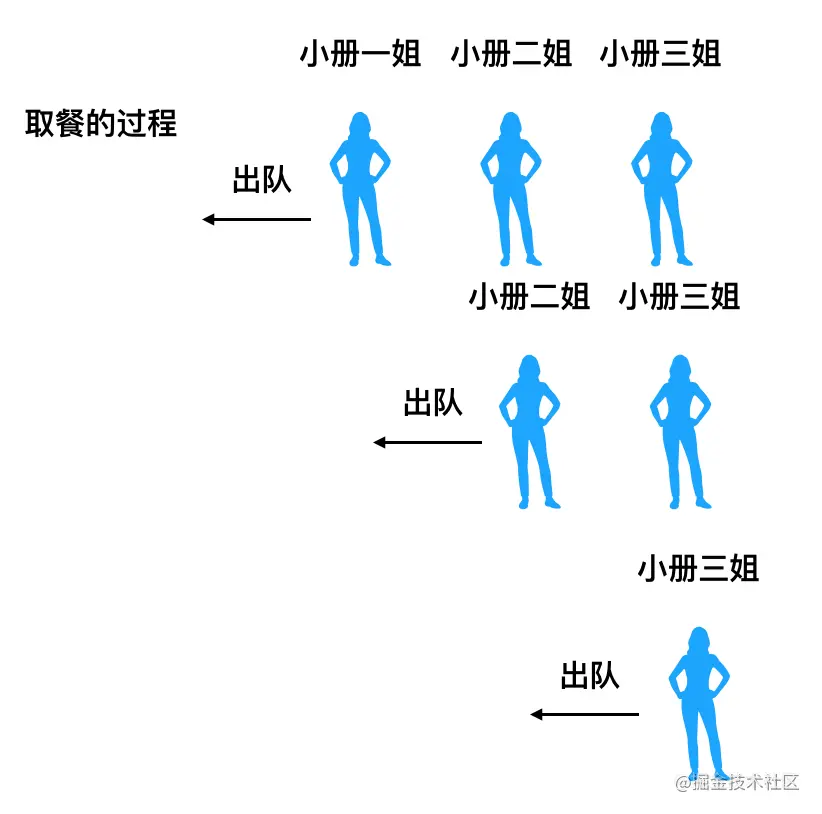 小册一姐 小册二姐 小册三姐
取餐的过程
出队
小册二姐 小册三姐
出队
小册三姐
出队
@掘金技术社区